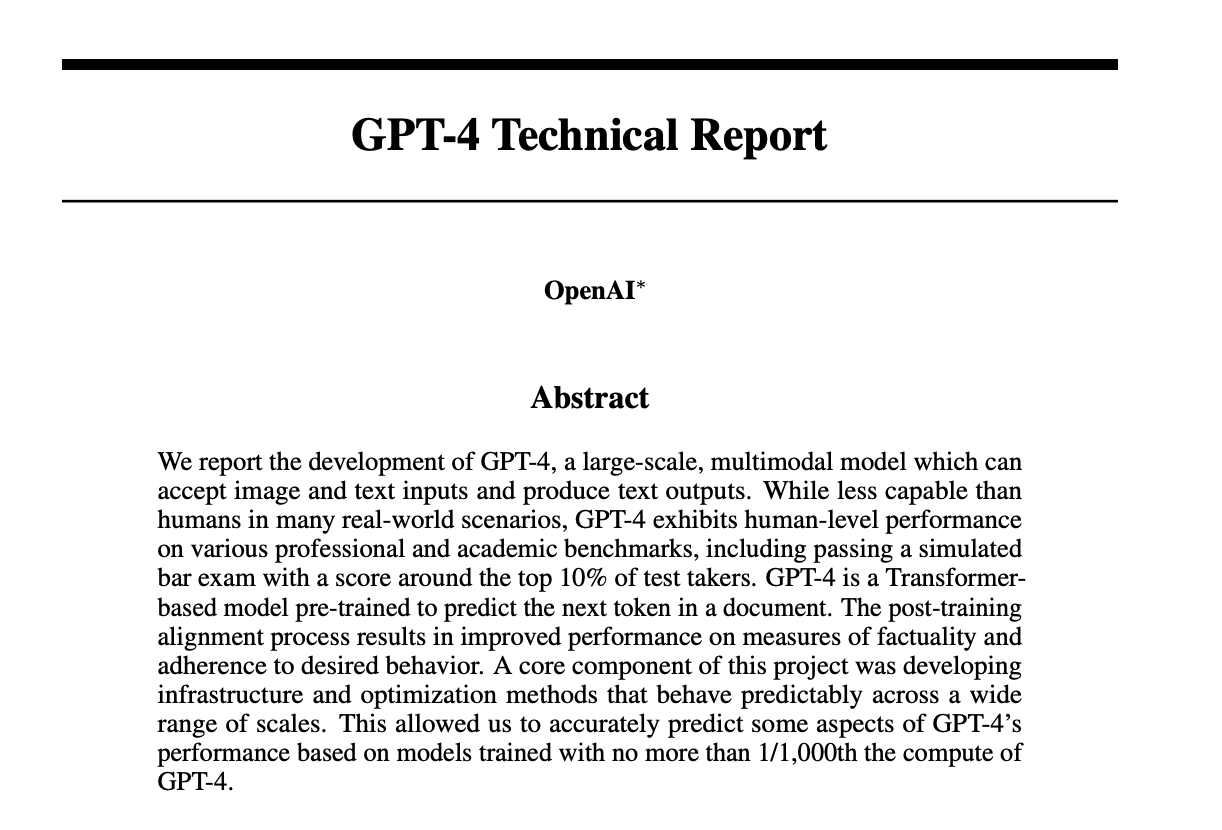 GPT-4 Technical Report
OpenAI*
Abstract
We report the development of GPT-4, a large-scale, multimodal model which can
accept image and text inputs and produce text outputs. While less capable than
humans in many real-world scenarios, GPT-4 exhibits human-level performance
on various professional and academic benchmarks, including passing a simulated
bar exam with a score around the top 10% of test takers. GPT-4 is a Transformer-
based model pre-trained to predict the next token in a document. The post-training
alignment process results in improved performance on measures of factuality and
adherence to desired behavior. A core component of this project was developing
infrastructure and optimization methods that behave predictably across a wide
range of scales. This allowed us to accurately predict some aspects of GPT-4’s
performance based on models trained with no more than 1/1,000th the compute of
GPT-4.